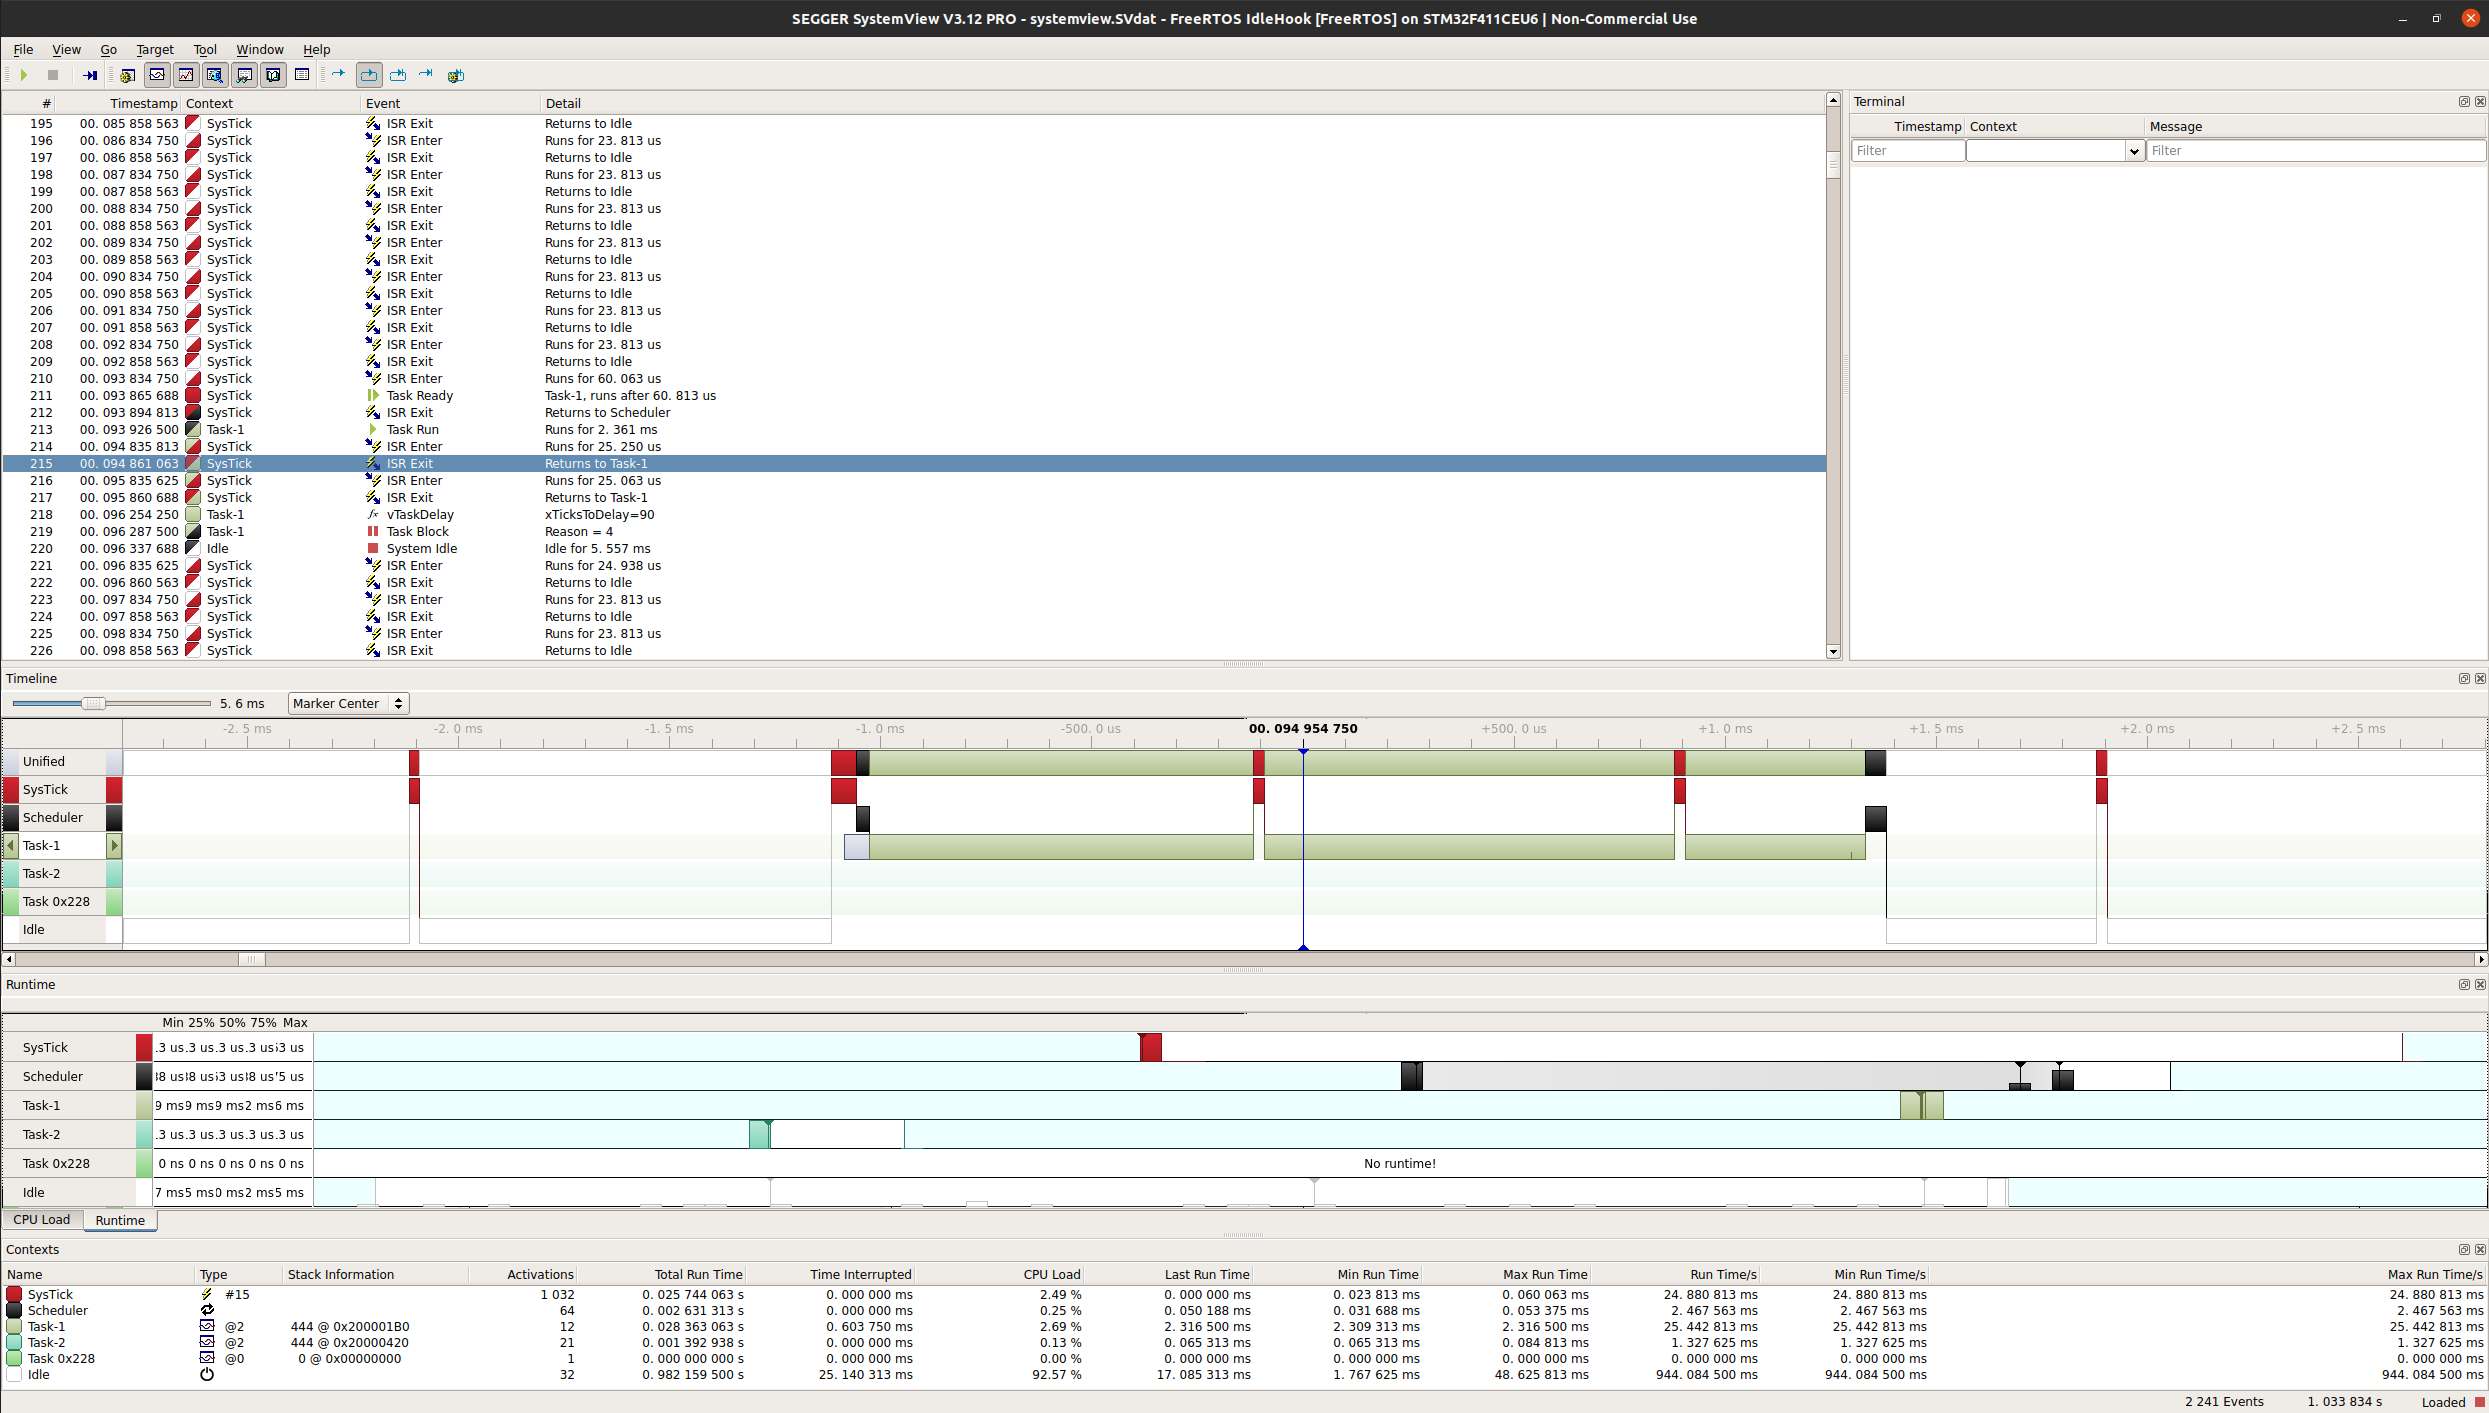 SEGGER SystemView V3.12 PRO - systemview.SVdat - FreeRTOS IdleHook [FreeRTOS] on STM32F411CEU6 | Non-Commercial Use
File View Go Target Tool Window Help
# Timestamp Context Event Detail
195 00. 085 858 563 SysTick ISR Exit Returns to Idle
196 00. 086 834 750 SysTick ISR Enter Runs for 23. 813 us
197 00. 086 858 563 SysTick ISR Exit Returns to Idle
198 00. 087 834 750 SysTick ISR Enter Runs for 23. 813 us
199 00. 087 858 563 SysTick ISR Exit Returns to Idle
200 00. 088 834 750 SysTick ISR Enter Runs for 23. 813 us
201 00. 088 858 563 SysTick ISR Exit Returns to Idle
202 00. 089 834 750 SysTick ISR Enter Runs for 23. 813 us
203 00. 089 858 563 SysTick ISR Exit Returns to Idle
204 00. 090 834 750 SysTick ISR Enter Runs for 23. 813 us
205 00. 090 858 563 SysTick ISR Exit Returns to Idle
206 00. 091 834 750 SysTick ISR Enter Runs for 23. 813 us
207 00. 091 858 563 SysTick ISR Exit Returns to Idle
208 00. 092 834 750 SysTick ISR Enter Runs for 23. 813 us
209 00. 092 858 563 SysTick ISR Exit Returns to Idle
210 00. 093 834 750 SysTick ISR Enter Runs for 60. 063 us
211 00. 093 865 688 SysTick Task Ready Task-1, runs after 60. 813 us
212 00. 093 894 813 SysTick ISR Exit Returns to Scheduler
213 00. 093 926 500 Task-1 Task Run Runs for 2. 361 ms
214 00. 094 835 813 SysTick ISR Enter Runs for 25. 250 us
215 00. 094 861 063 SysTick ISR Exit Returns to Task-1
216 00. 095 835 625 SysTick ISR Enter Runs for 25. 063 us
217 00. 095 860 688 SysTick ISR Exit Returns to Task-1
218 00. 096 254 250 Task-1 fx vTaskDelay xTicksToDelay=90
219 00. 096 287 500 Task-1 Task Block Reason = 4
220 00. 096 337 688 Idle System Idle Idle for 5. 557 ms
221 00. 096 835 625 SysTick ISR Enter Runs for 24. 938 us
222 00. 096 860 563 SysTick ISR Exit Returns to Idle
223 00. 097 834 750 SysTick ISR Enter Runs for 23. 813 us
224 00. 097 858 563 SysTick ISR Exit Returns to Idle
225 00. 098 834 750 SysTick ISR Enter Runs for 23. 813 us
226 00. 098 858 563 SysTick ISR Exit Returns to Idle
Terminal
Timestamp Context Message
Filter Filter
Timeline
5. 6 ms Marker Center
-2. 5 ms -2. 0 ms -1. 5 ms -1. 0 ms -500. 0 us 00. 094 954 750 +500. 0 us +1. 0 ms +1. 5 ms +2. 0 ms +2. 5 ms
Unified
SysTick
Scheduler
Task-1
Task-2
Task 0x228
Idle
Runtime
Min 25% 50% 75% Max
SysTick .3 us .3 us .3 us .3 us 3 us
Scheduler 38 us 38 us 53 us 38 us 75 us
Task-1 9 ms 9 ms 9 ms 2 ms 6 ms
Task-2 .3 us .3 us .3 us .3 us .3 us
Task 0x228 0 ns 0 ns 0 ns 0 ns 0 ns No runtime!
Idle 7 ms 5 ms 0 ms 2 ms 5 ms
CPU Load Runtime
Contexts
Name Type Stack Information Activations Total Run Time Time Interrupted CPU Load Last Run Time Min Run Time Max Run Time Run Time/s Min Run Time/s Max Run Time/s
SysTick #15 1 032 0. 025 744 063 s 0. 000 000 ms 2.49 % 0. 000 000 ms 0. 023 813 ms 0. 060 063 ms 24. 880 813 ms 24. 880 813 ms 24. 880 813 ms
Scheduler 64 0. 002 631 313 s 0. 000 000 ms 0.25 % 0. 050 188 ms 0. 031 688 ms 0. 053 375 ms 2. 467 563 ms 2. 467 563 ms 2. 467 563 ms
Task-1 @2 444 @ 0x200001B0 12 0. 028 363 063 s 0. 603 750 ms 2.69 % 2. 316 500 ms 2. 309 313 ms 2. 316 500 ms 25. 442 813 ms 25. 442 813 ms 25. 442 813 ms
Task-2 @2 444 @ 0x20000420 21 0. 001 392 938 s 0. 000 000 ms 0.13 % 0. 065 313 ms 0. 065 313 ms 0. 084 813 ms 1. 327 625 ms 1. 327 625 ms 1. 327 625 ms
Task 0x228 @0 0 @ 0x00000000 1 0. 000 000 000 s 0. 000 000 ms 0.00 % 0. 000 000 ms 0. 000 000 ms 0. 000 000 ms 0. 000 000 ms 0. 000 000 ms 0. 000 000 ms
Idle 32 0. 982 159 500 s 25. 140 313 ms 92.57 % 17. 085 313 ms 1. 767 625 ms 48. 625 813 ms 944. 084 500 ms 944. 084 500 ms 944. 084 500 ms
2 241 Events 1. 033 834 s Loaded